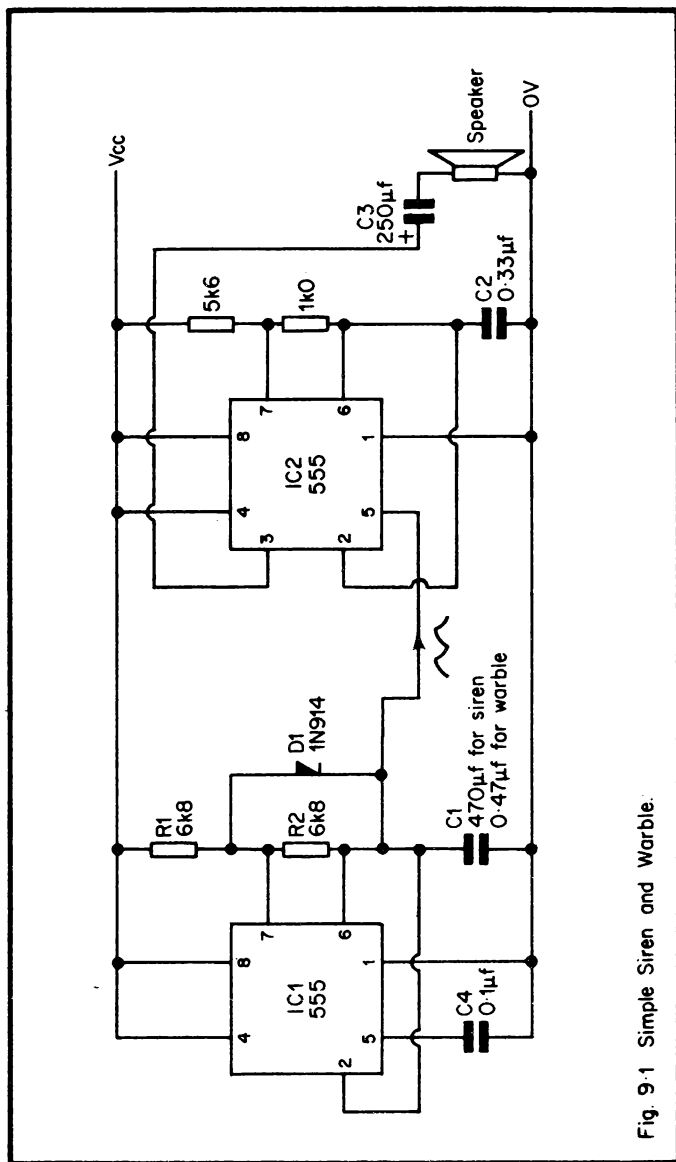 Vcc
R1
6k8
D1
1N914
R2
6k8
IC1
555
4
8
7
6
2
5
1
C4
0·1µf
C1
470µf for siren
0·47µf for warble
IC2
555
4
8
3
7
2
6
5
1
5k6
1k0
C2
0·33µf
C3
250µf
+
Speaker
0V
Fig. 9·1 Simple Siren and Warble.